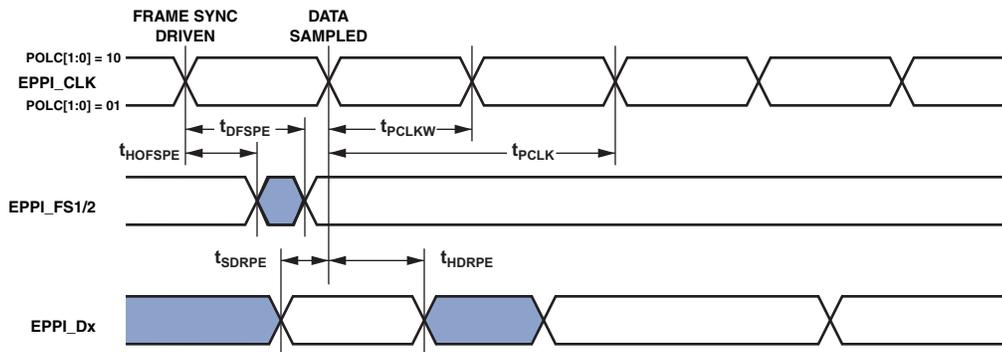 FRAME SYNC
DRIVEN
DATA
SAMPLED
POLC[1:0] = 10
EPPI_CLK
POLC[1:0] = 01
tDFSPE
tPCLKW
tHOFSPE
tPCLK
EPPI_FS1/2
tSDRPE
tHDRPE
EPPI_Dx